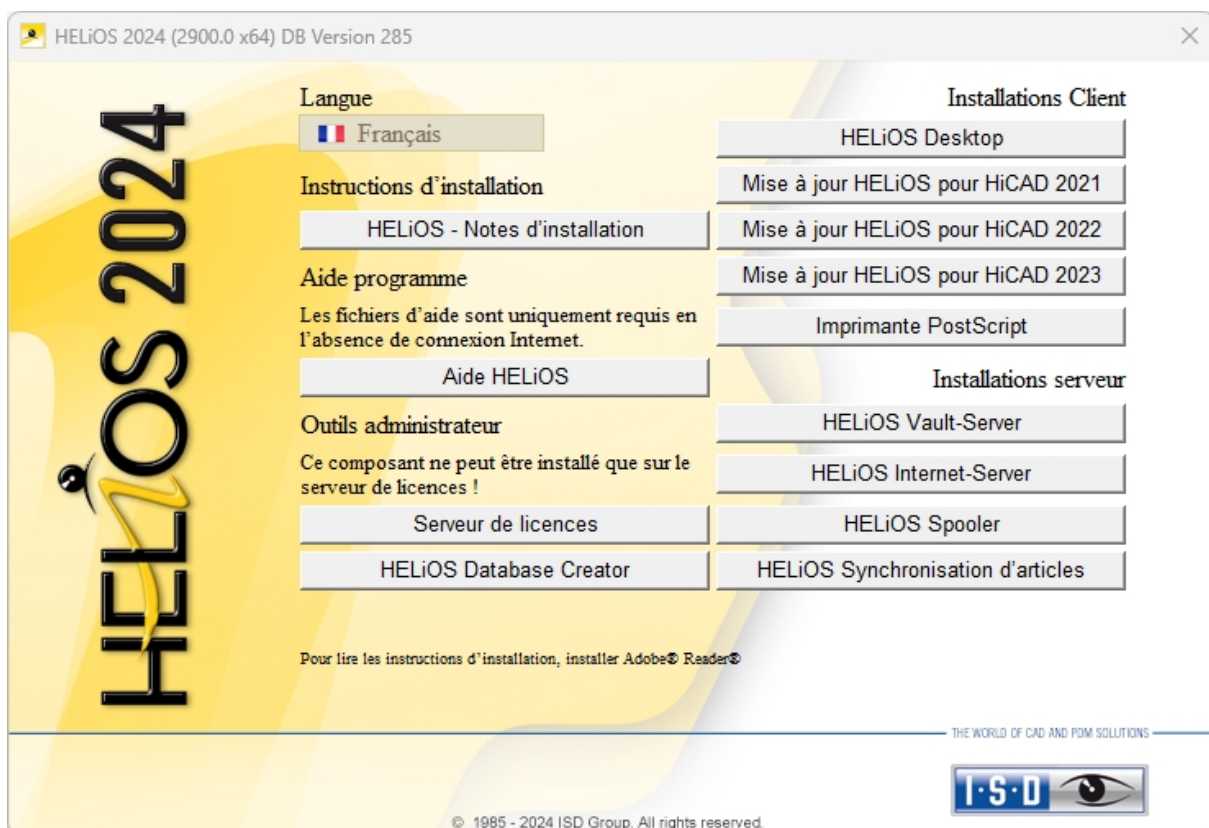 HELiOS 2024 (2900.0 x64) DB Version 285
HELiOS 2024
Langue
Français
Instructions d'installation
HELiOS - Notes d'installation
Aide programme
Les fichiers d'aide sont uniquement requis en
l'absence de connexion Internet.
Aide HELiOS
Outils administrateur
Ce composant ne peut être installé que sur le
serveur de licences !
Serveur de licences
HELiOS Database Creator
Installations Client
HELiOS Desktop
Mise à jour HELiOS pour HiCAD 2021
Mise à jour HELiOS pour HiCAD 2022
Mise à jour HELiOS pour HiCAD 2023
Imprimante PostScript
Installations serveur
HELiOS Vault-Server
HELiOS Internet-Server
HELiOS Spooler
HELiOS Synchronisation d'articles
Pour lire les instructions d'installation, installer Adobe® Reader®
THE WORLD OF CAD AND PDM SOLUTIONS
I·S·D
© 1985 - 2024 ISD Group. All rights reserved.